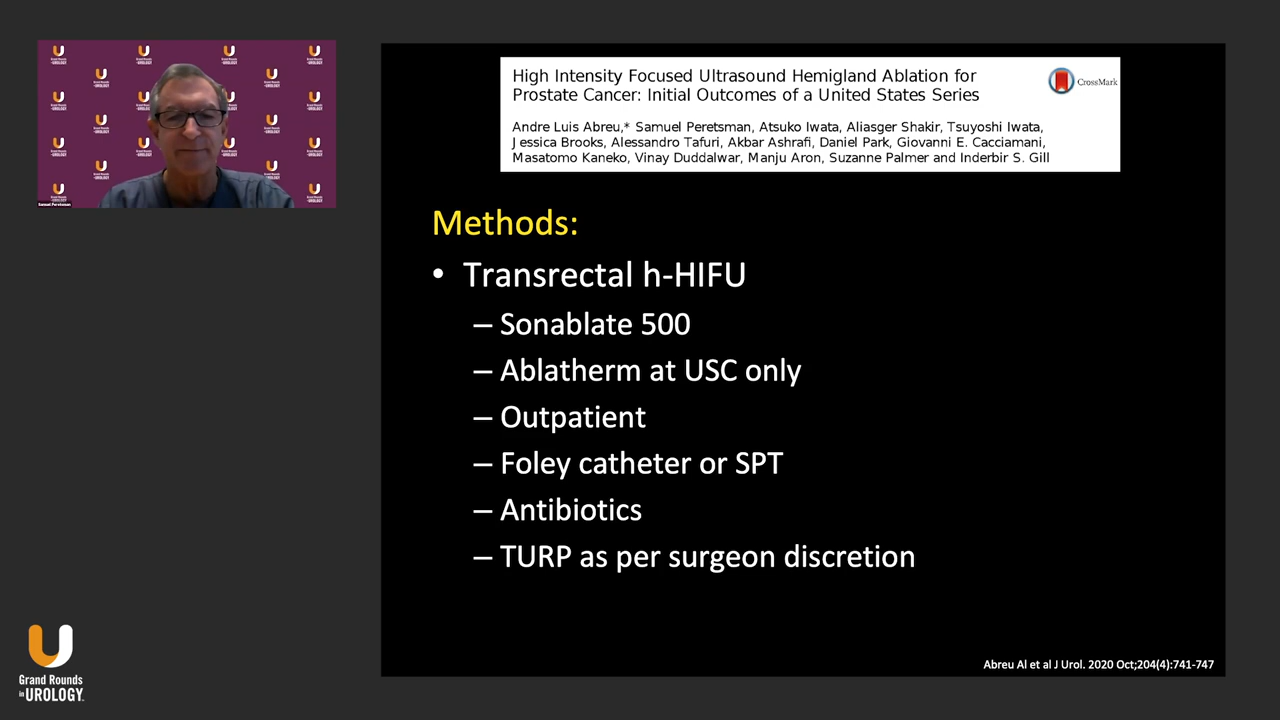 High Intensity Focused Ultrasound Hemigland Ablation for
Prostate Cancer: Initial Outcomes of a United States Series
CrossMark
Andre Luis Abreu,* Samuel Peretsman, Atsuko Iwata, Aliasger Shakir, Tsuyoshi Iwata,
Jessica Brooks, Alessandro Tafuri, Akbar Ashrafi, Daniel Park, Giovanni E. Cacciamani,
Masatomo Kaneko, Vinay Duddalwar, Manju Aron, Suzanne Palmer and Inderbir S. Gill
Methods:
• Transrectal h-HIFU
– Sonablate 500
– Ablatherm at USC only
– Outpatient
– Foley catheter or SPT
– Antibiotics
– TURP as per surgeon discretion
Abreu Al et al J Urol. 2020 Oct;204(4):741-747
Samuel Peretsman
Grand Rounds
in UROLOGY